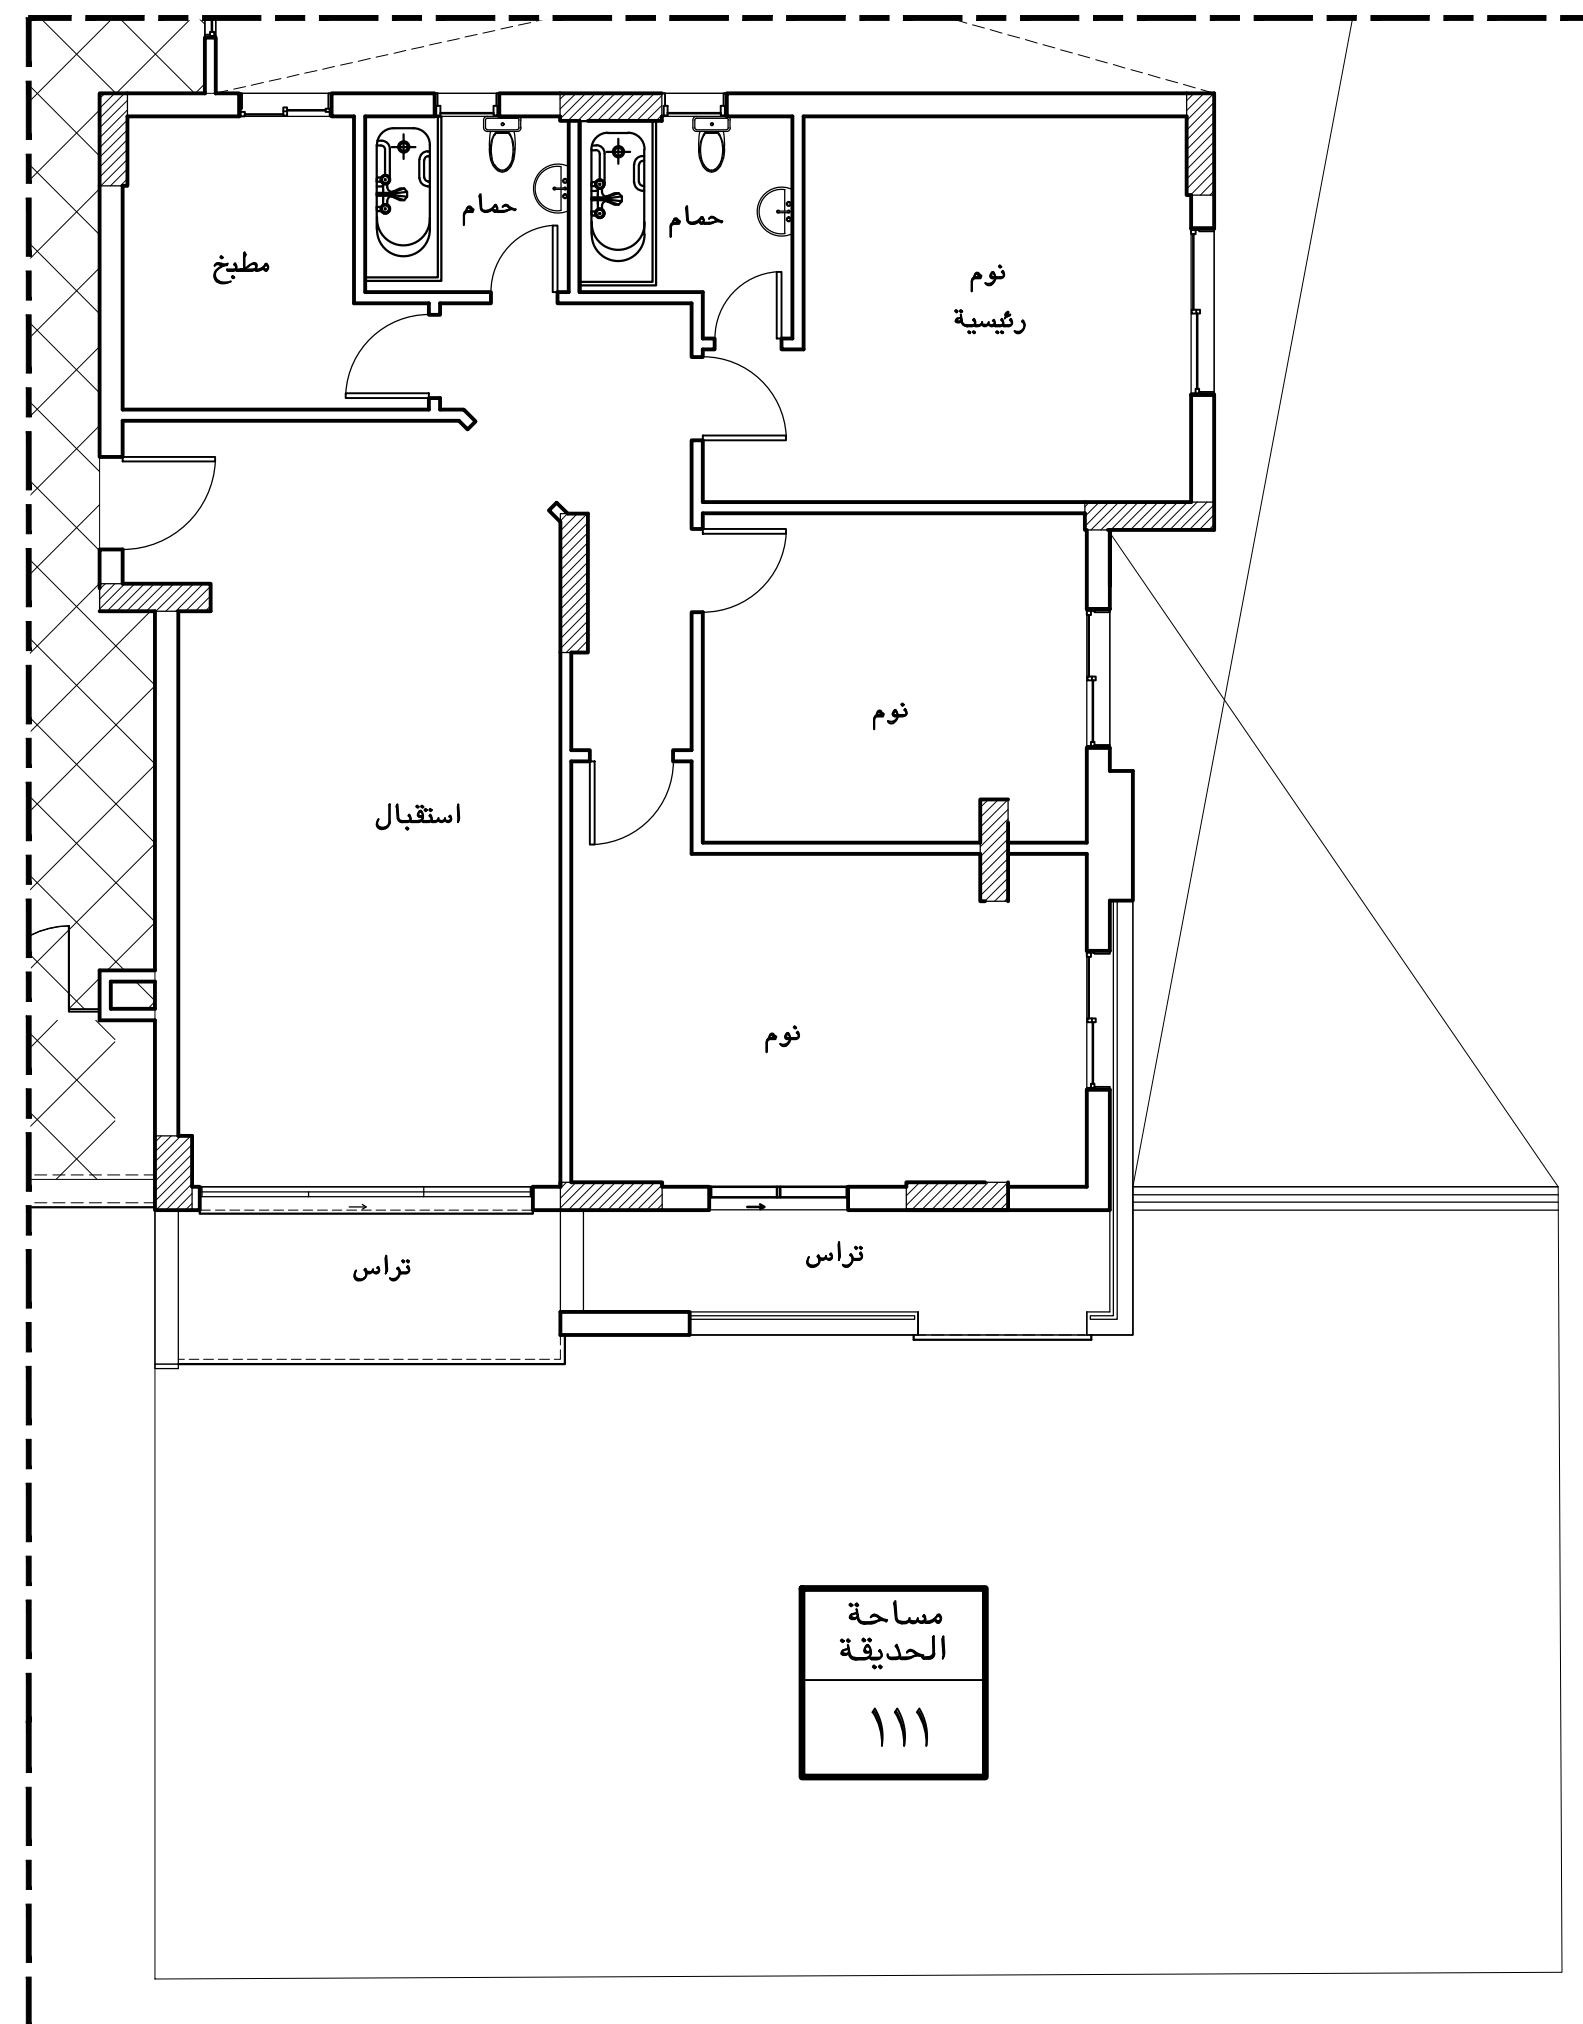 حمام
حمام
مطبخ
نوم
رئيسية
نوم
استقبال
نوم
تراس
تراس
مساحة
الحديقة
١١١